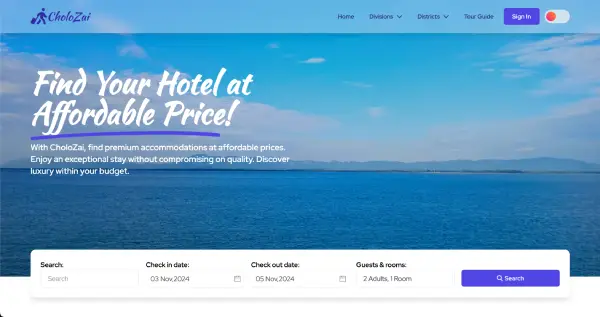 CholoZai
Home Divisions Districts Tour Guide Sign In
Find Your Hotel at
Affordable Price!
With CholoZai, find premium accommodations at affordable prices.
Enjoy an exceptional stay without compromising on quality. Discover
luxury within your budget.
Search: Check in date: Check out date: Guests & rooms:
Search 03 Nov,2024 05 Nov,2024 2 Adults, 1 Room Search